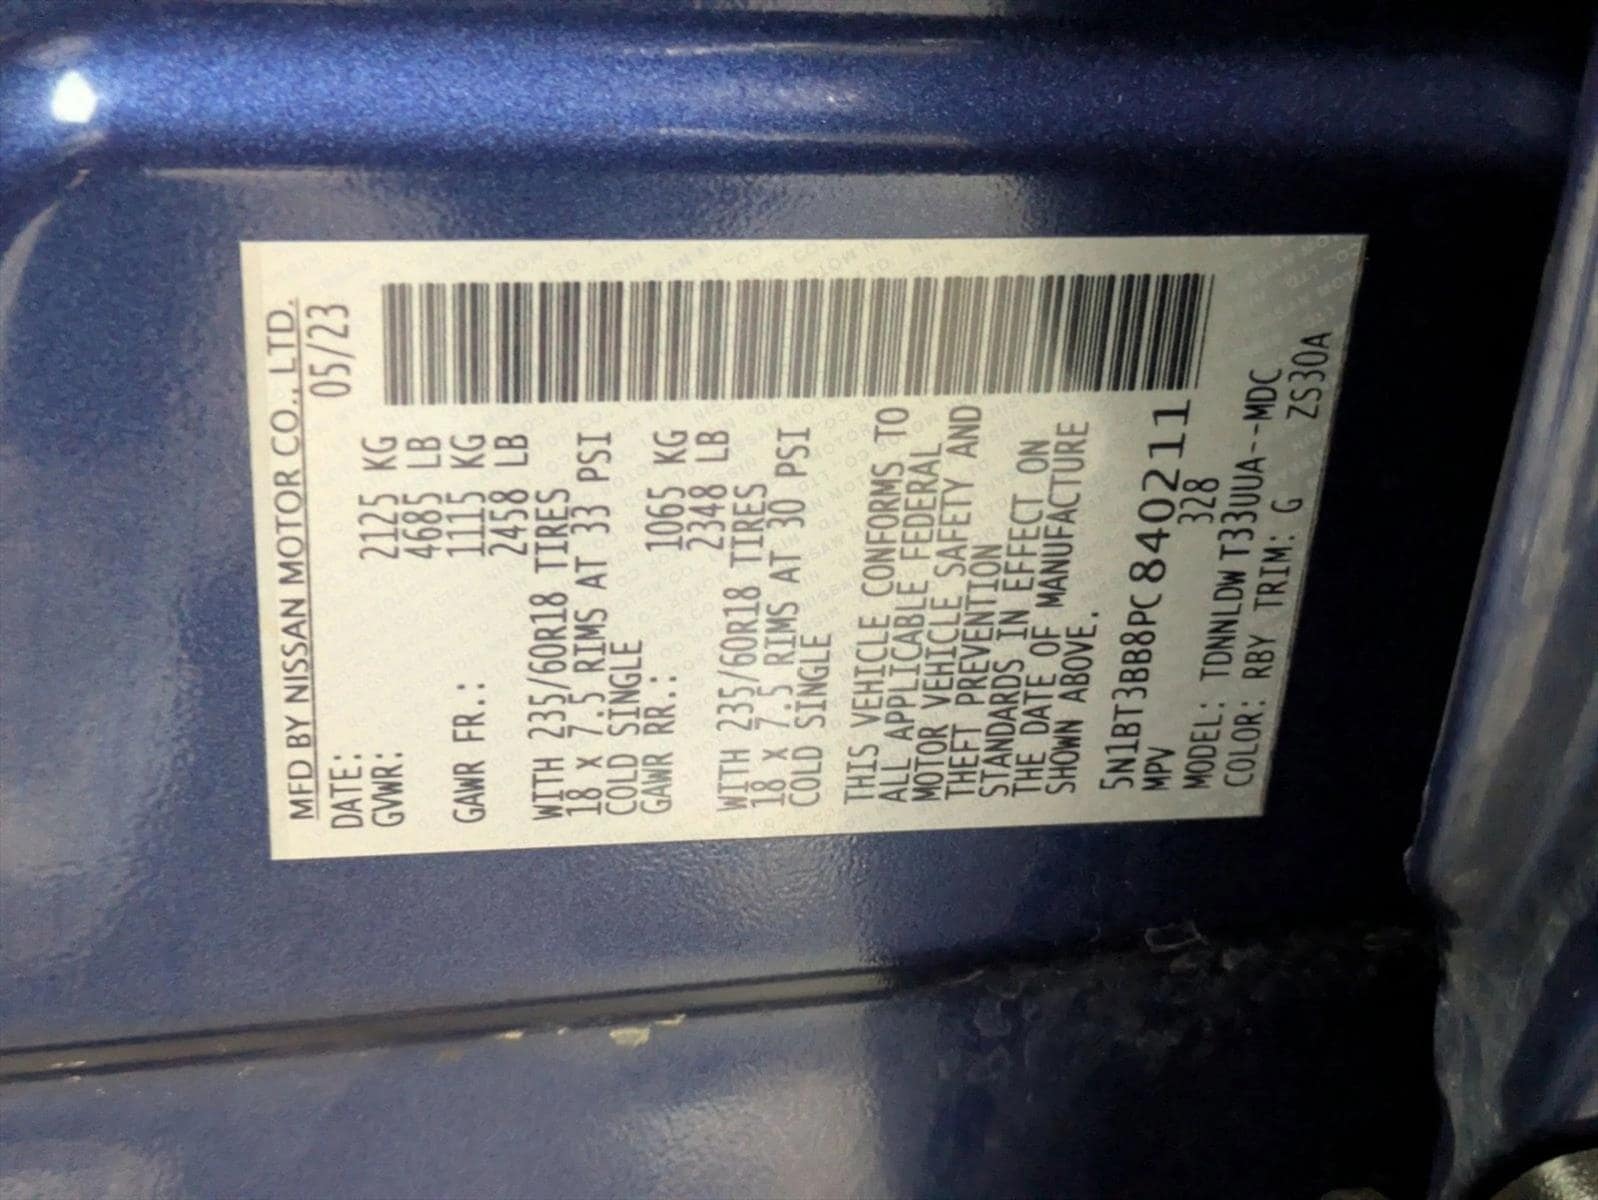 MFD BY NISSAN MOTOR CO., LTD.
DATE: 05/23
GVWR: 2125 KG
4685 LB
GAWR FR.: 1115 KG
2458 LB
WITH 235/60R18 TIRES
18 X 7.5 RIMS AT 33 PSI
COLD SINGLE
GAWR RR.: 1065 KG
2348 LB
WITH 235/60R18 TIRES
18 X 7.5 RIMS AT 30 PSI
COLD SINGLE
THIS VEHICLE CONFORMS TO
ALL APPLICABLE FEDERAL
MOTOR VEHICLE SAFETY AND
THEFT PREVENTION
STANDARDS IN EFFECT ON
THE DATE OF MANUFACTURE
SHOWN ABOVE.
5N1BT3BB8PC840211
MPV 328
MODEL: TDNNLDW T33UUA--MDC
COLOR: RBY TRIM: G ZS30A